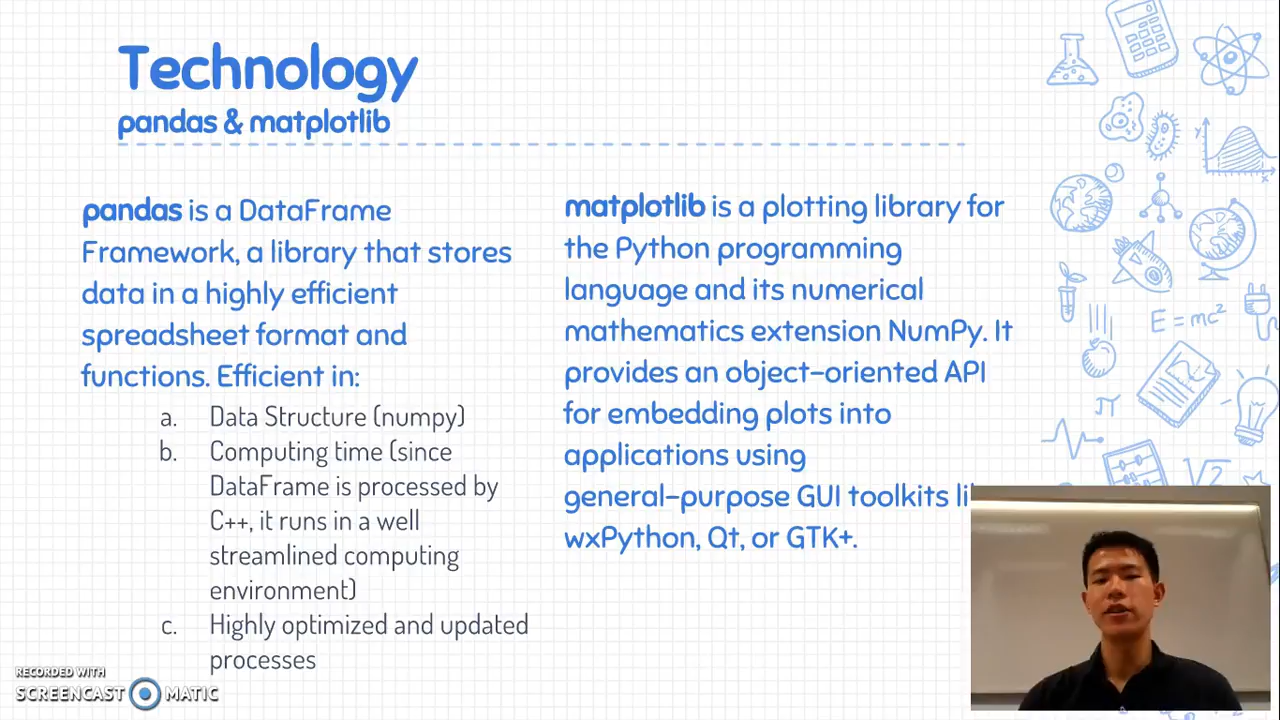 Technology
pandas & matplotlib
pandas is a DataFrame
Framework, a library that stores
data in a highly efficient
spreadsheet format and
functions. Efficient in:
a. Data Structure (numpy)
b. Computing time (since
DataFrame is processed by
C++, it runs in a well
streamlined computing
environment)
c. Highly optimized and updated
processes
matplotlib is a plotting library for
the Python programming
language and its numerical
mathematics extension NumPy. It
provides an object-oriented API
for embedding plots into
applications using
general-purpose GUI toolkits
wxPython, Qt, or GTK+.
y
x
E=mc²
π
√2
RECORDED WITH
SCREENCAST MATIC